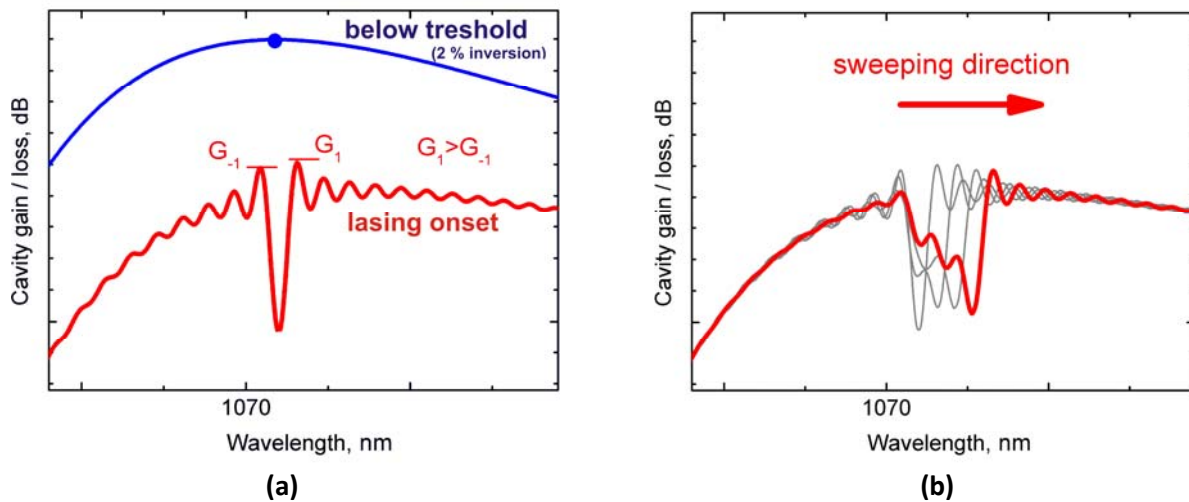 below treshold
(2 % inversion)
G-1
G1
G1>G-1
lasing onset
Cavity gain / loss, dB
1070
Wavelength, nm
(a)
sweeping direction
Cavity gain / loss, dB
1070
Wavelength, nm
(b)